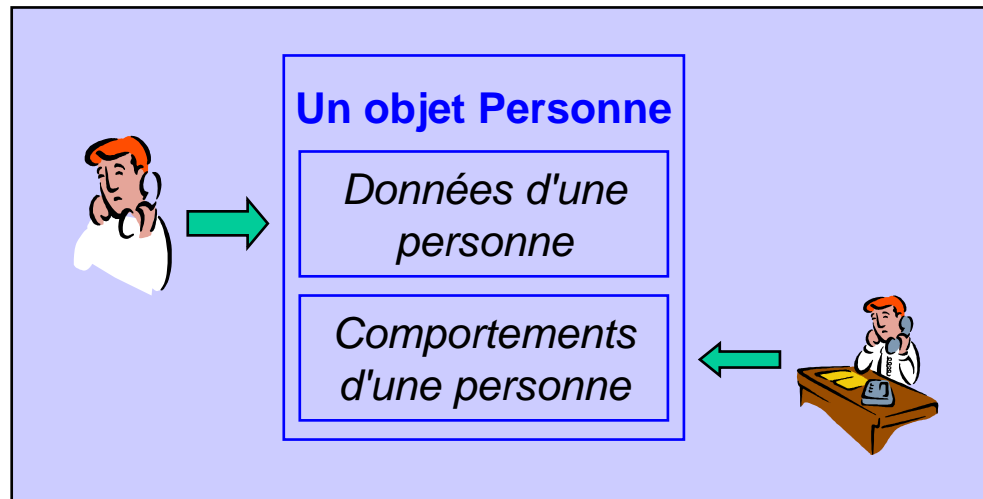 Un objet Personne
Données d'une
personne
Comportements
d'une personne